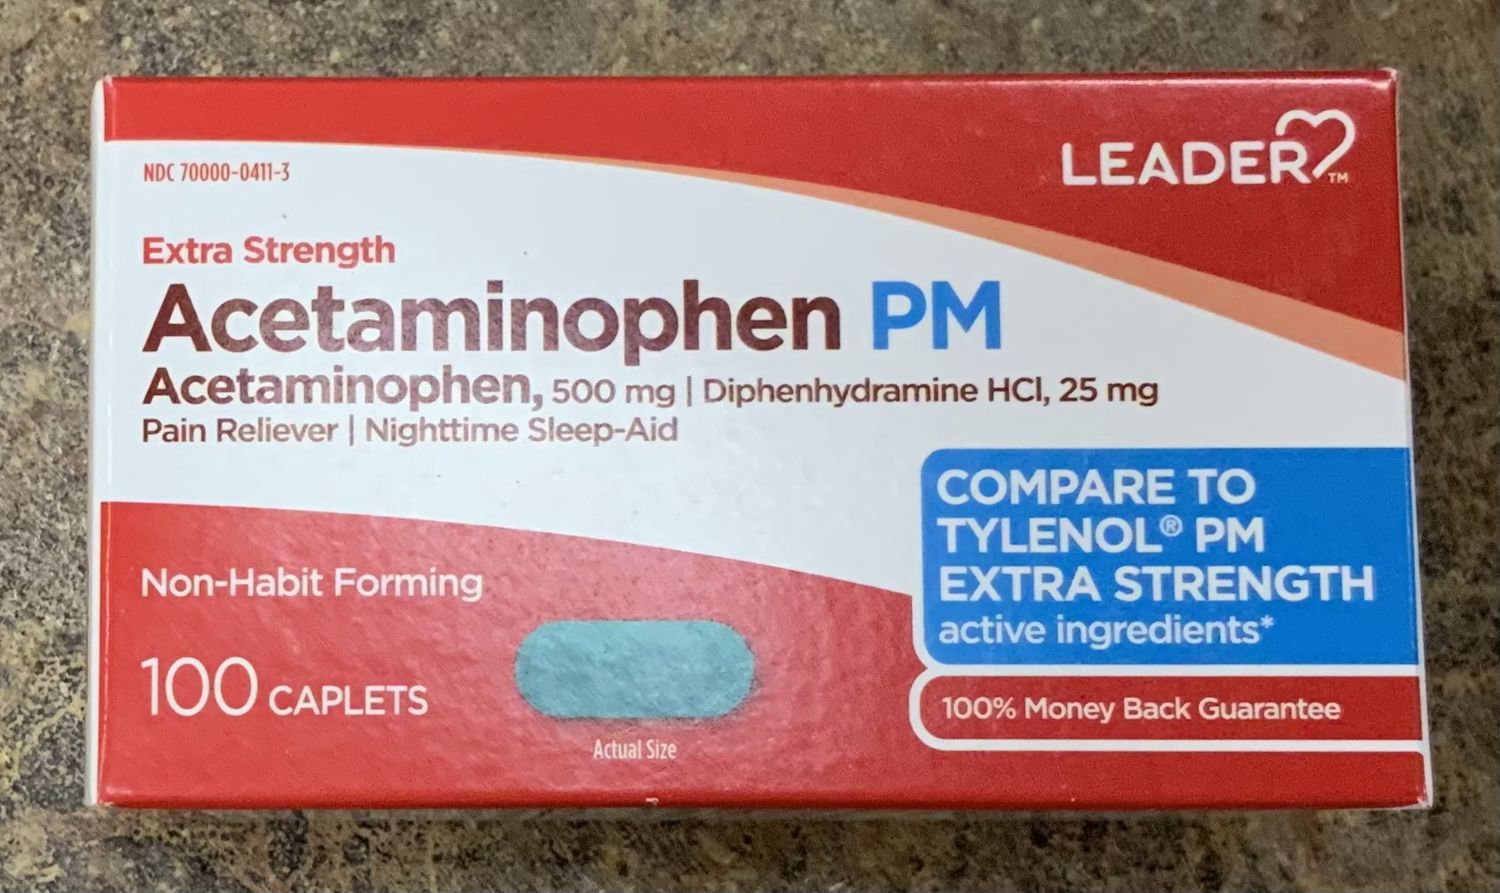 NDC 70000-0411-3
LEADER™
Extra Strength
Acetaminophen PM
Acetaminophen, 500 mg | Diphenhydramine HCl, 25 mg
Pain Reliever | Nighttime Sleep-Aid
COMPARE TO
TYLENOL® PM
EXTRA STRENGTH
active ingredients*
100% Money Back Guarantee
Non-Habit Forming
100 CAPLETS
Actual Size